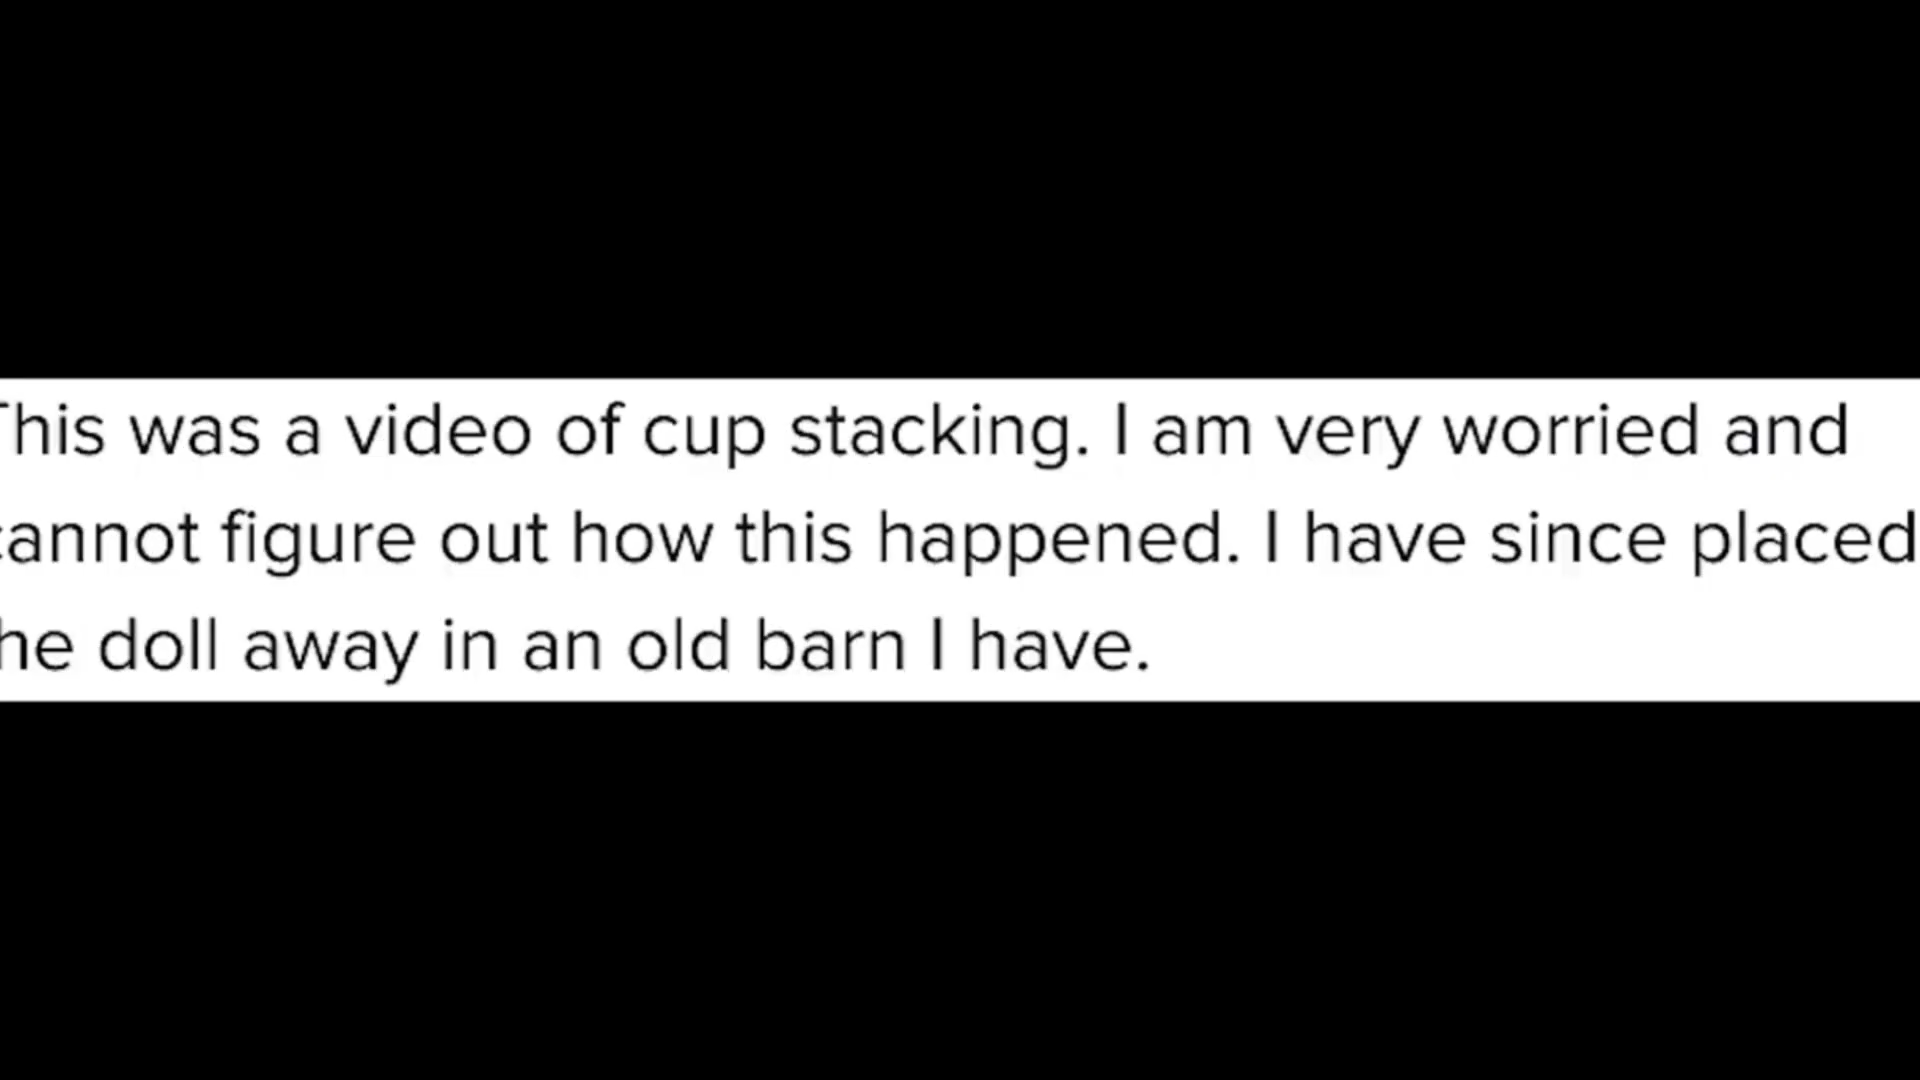 This was a video of cup stacking. I am very worried and
cannot figure out how this happened. I have since placed
the doll away in an old barn I have.